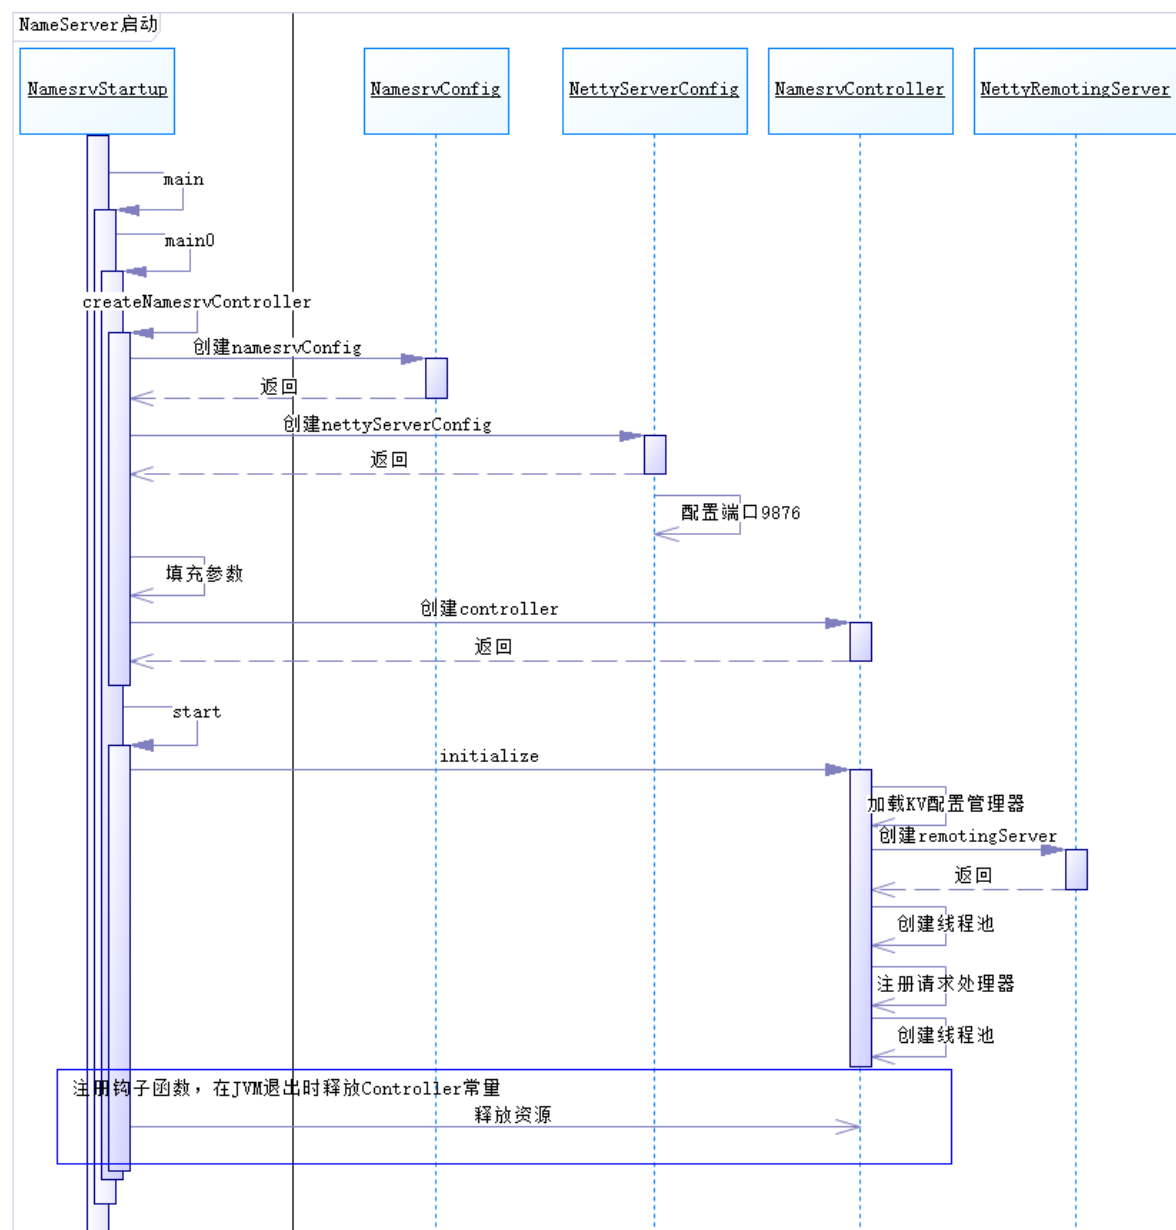 NameServer启动
NamesrvStartup
NamesrvConfig
NettyServerConfig
NamesrvController
NettyRemotingServer
main
main0
createNamesrvController
创建namesrvConfig
返回
创建nettyServerConfig
返回
配置端口9876
填充参数
创建controller
返回
start
initialize
加载KV配置管理器
创建remotingServer
返回
创建线程池
注册请求处理器
创建线程池
注册钩子函数，在JVM退出时释放Controller常量
释放资源